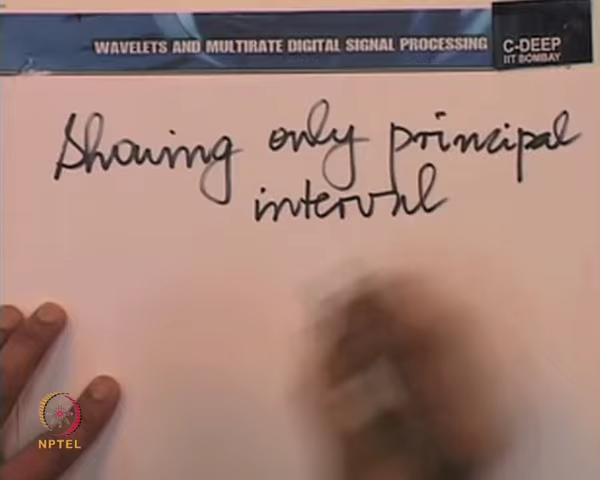 WAVELETS AND MULTIRATE DIGITAL SIGNAL PROCESSING
C-DEEP
IIT BOMBAY
Showing only principal
interval
NPTEL